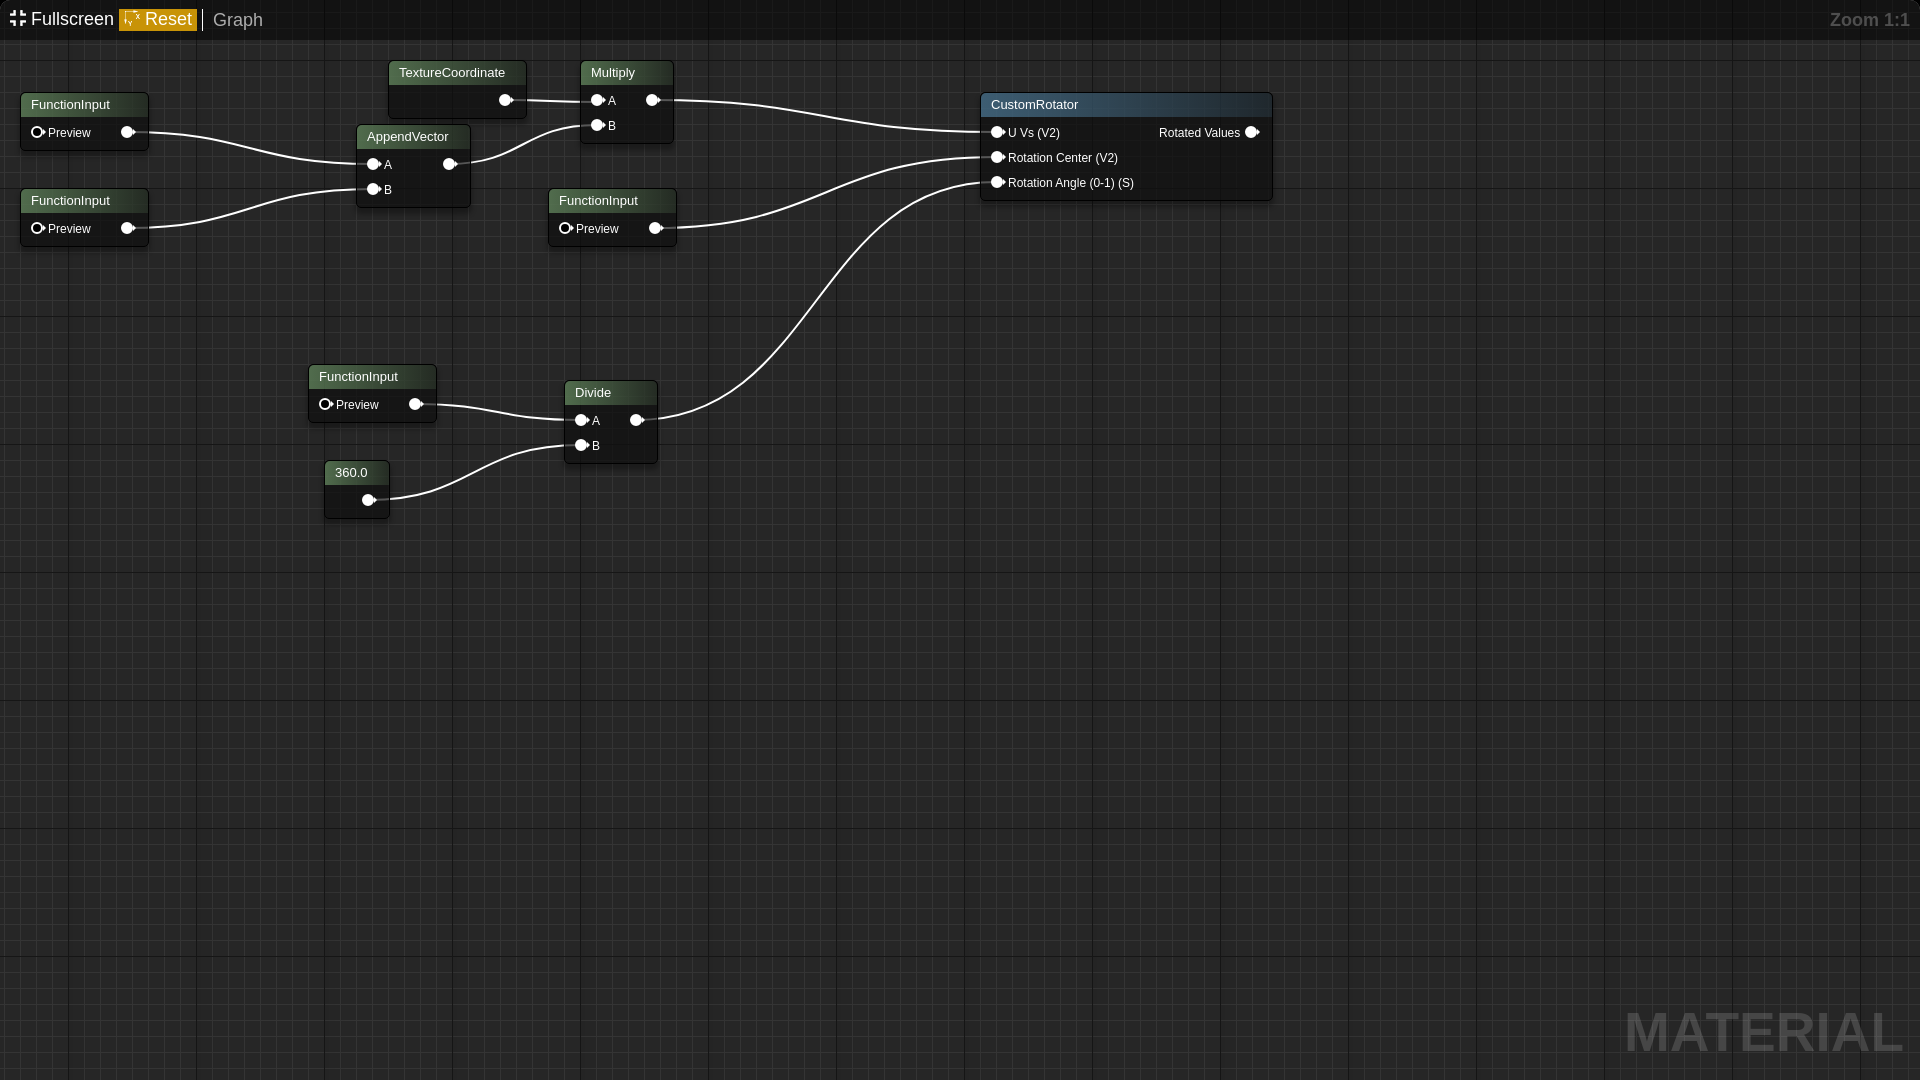 Fullscreen Reset Graph
Zoom 1:1
TextureCoordinate
Multiply
A
B
FunctionInput
Preview
AppendVector
A
B
FunctionInput
Preview
FunctionInput
Preview
CustomRotator
U Vs (V2) Rotated Values
Rotation Center (V2)
Rotation Angle (0-1) (S)
FunctionInput
Preview
Divide
A
B
360.0
MATERIAL